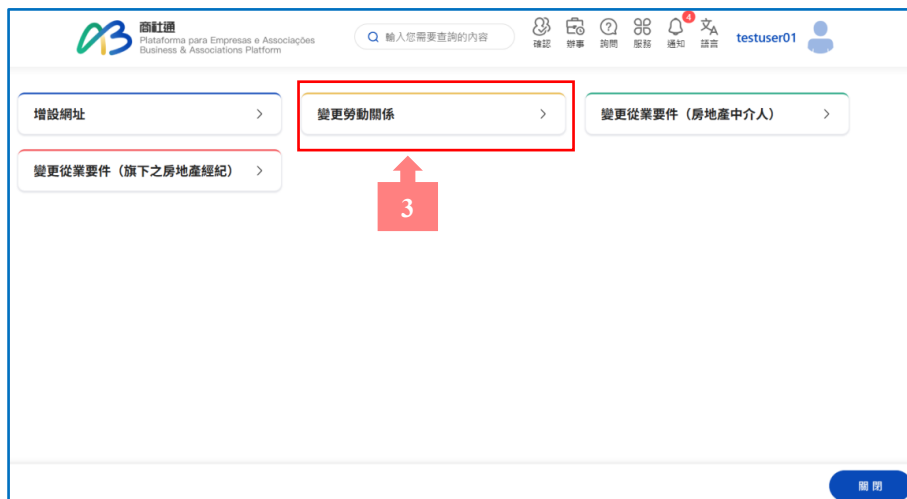 商社通
Plataforma para Empresas e Associações
Business & Associations Platform
輸入您需要查詢的內容
確認 辦事 詢問 服務 通知 語言
4
testuser01
增設網址
變更勞動關係
變更從業要件（房地產中介人）
變更從業要件（旗下之房地產經紀）
3
關閉